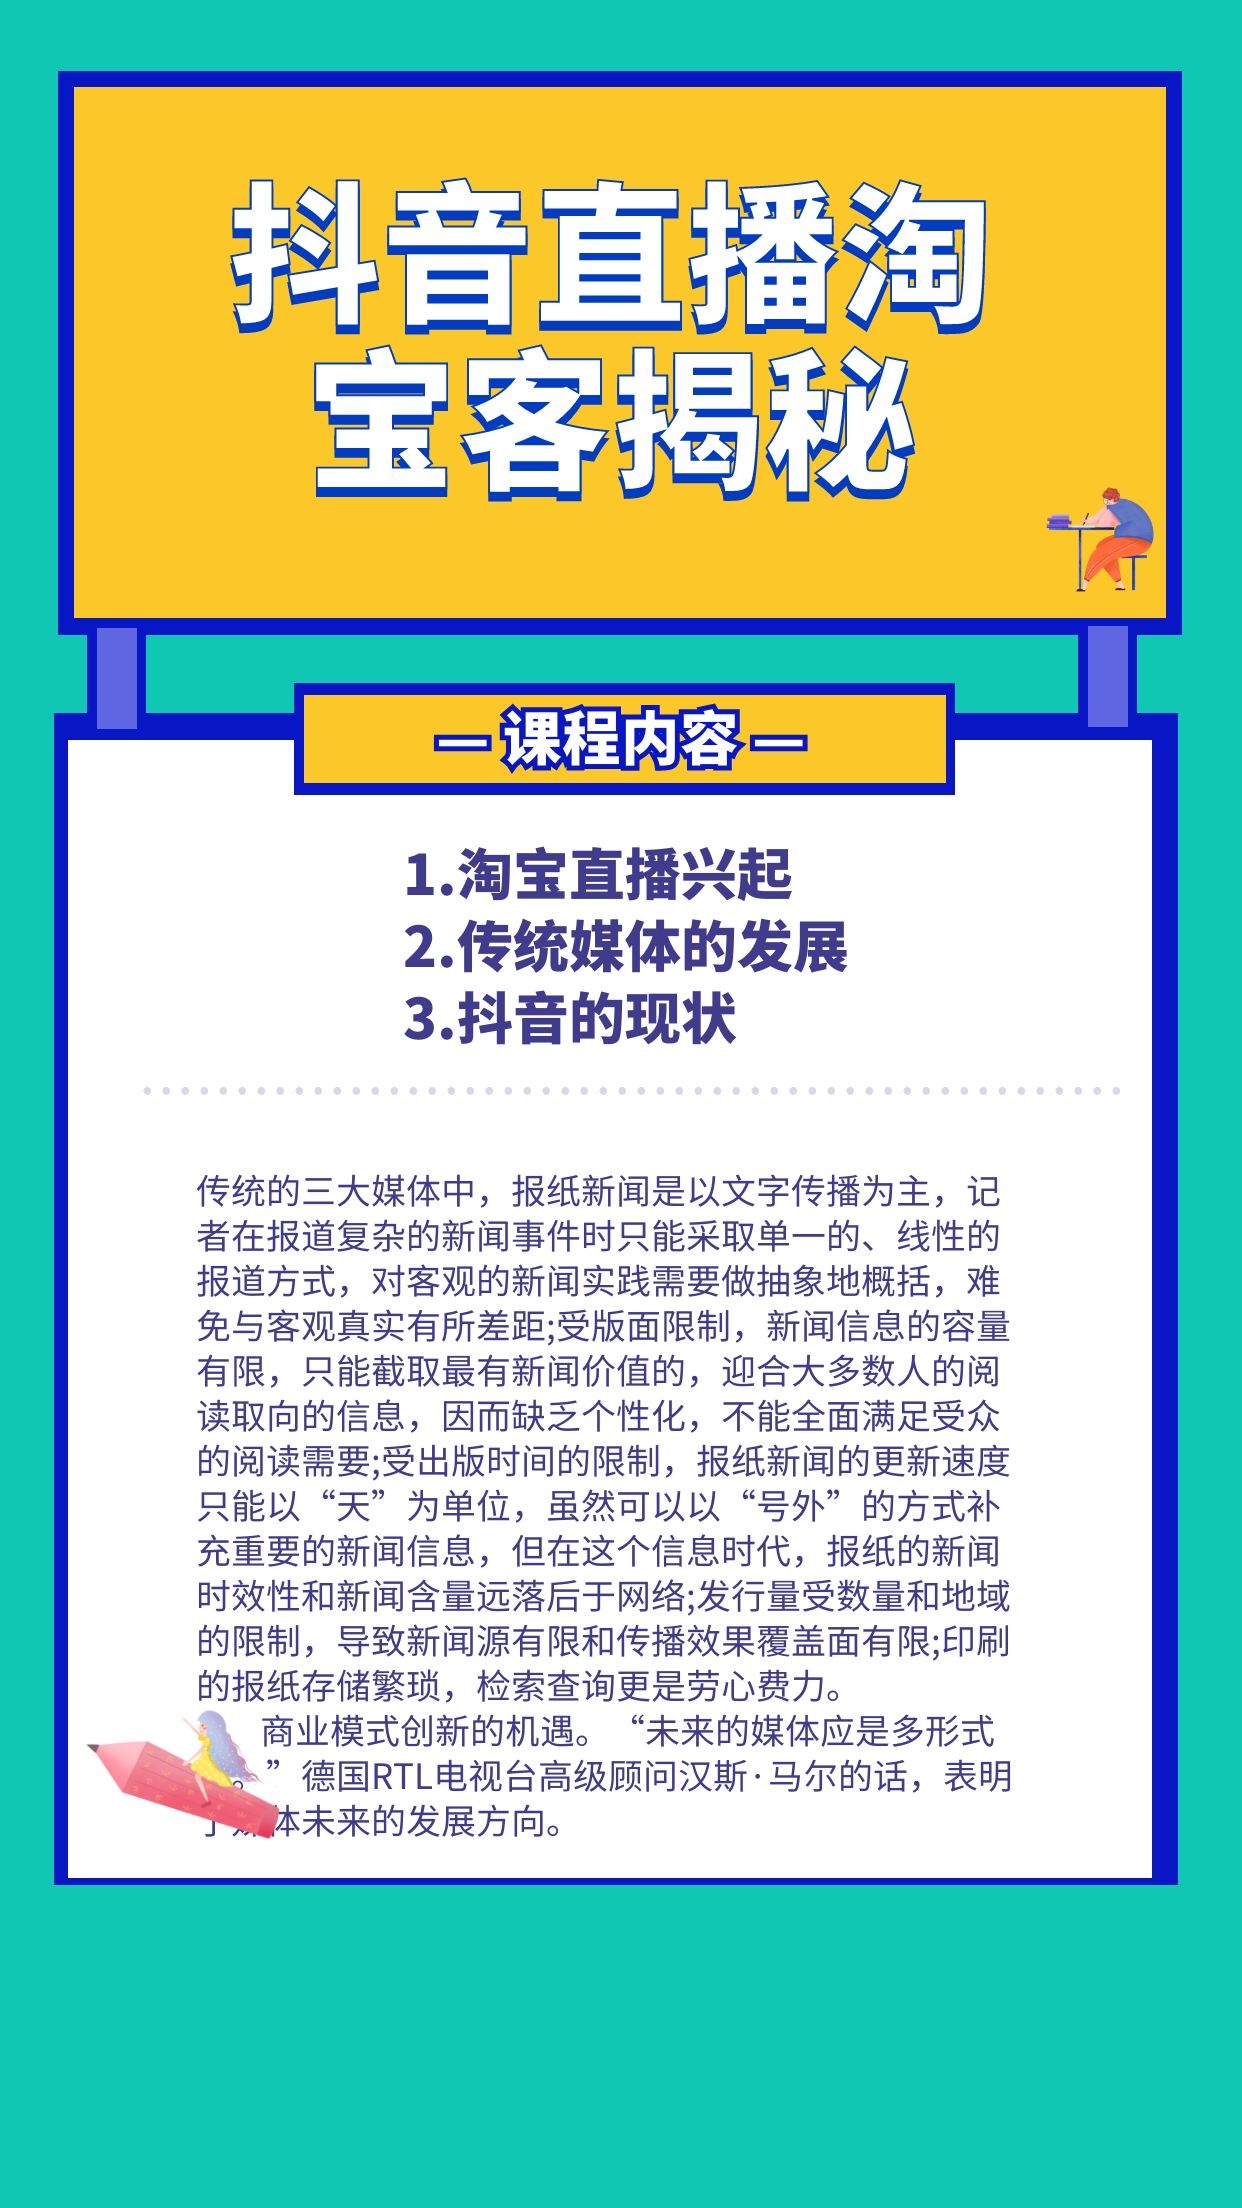 抖音直播淘
宝客揭秘
— 课程内容 —
1.淘宝直播兴起
2.传统媒体的发展
3.抖音的现状
传统的三大媒体中，报纸新闻是以文字传播为主，记
者在报道复杂的新闻事件时只能采取单一的、线性的
报道方式，对客观的新闻实践需要做抽象地概括，难
免与客观真实有所差距;受版面限制，新闻信息的容量
有限，只能截取最有新闻价值的，迎合大多数人的阅
读取向的信息，因而缺乏个性化，不能全面满足受众
的阅读需要;受出版时间的限制，报纸新闻的更新速度
只能以“天”为单位，虽然可以以“号外”的方式补
充重要的新闻信息，但在这个信息时代，报纸的新闻
时效性和新闻含量远落后于网络;发行量受数量和地域
的限制，导致新闻源有限和传播效果覆盖面有限;印刷
的报纸存储繁琐，检索查询更是劳心费力。
商业模式创新的机遇。“未来的媒体应是多形式
。”德国RTL电视台高级顾问汉斯·马尔的话，表明
体未来的发展方向。